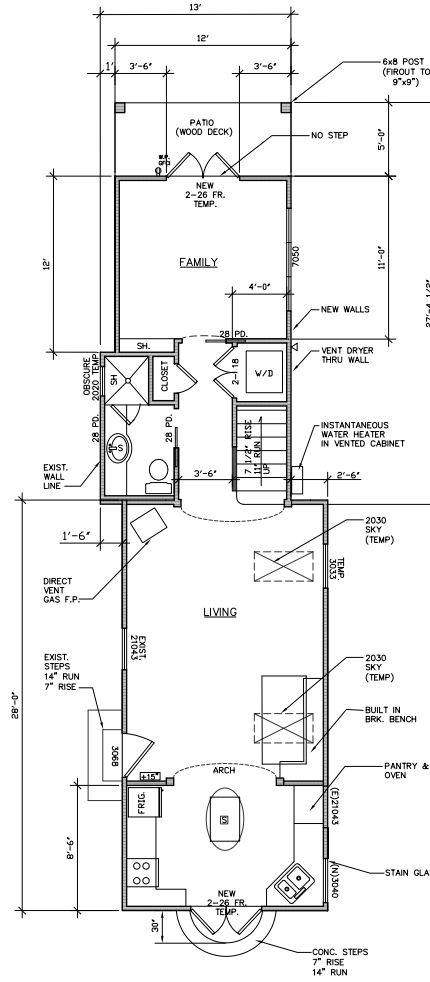 13'
12'
1'
3'-6"
3'-6"
6x8 POST
(FIROUT TO
9"x9")
PATIO
(WOOD DECK)
5'-0"
NO STEP
W.P.
GFCI
NEW
2-26 FR.
TEMP.
12'
FAMILY
7050
11'-0"
27'-4 1/2"
4'-0"
NEW WALLS
28 PD.
SH.
OBSCURE
2020 TEMP
SH
CLOSET
2-118
W/D
VENT DRYER
THRU WALL
28 PD.
S
28 PD.
7 1/2" RISE
11" RUN
UP
INSTANTANEOUS
WATER HEATER
IN VENTED CABINET
EXIST.
WALL
LINE
3'-6"
2'-6"
1'-6"
2030
SKY
(TEMP)
TEMP.
3033
DIRECT
VENT
GAS F.P.
LIVING
EXIST.
21043
EXIST.
STEPS
14" RUN
7" RISE
2030
SKY
(TEMP)
BUILT IN
BRK. BENCH
28'-0"
3068
+15"
ARCH
PANTRY &
OVEN
FRIG.
S
(E)21043
8'-6"
(N)3040
STAIN GLA
NEW
2-26 FR.
TEMP.
30"
CONC. STEPS
7" RISE
14" RUN